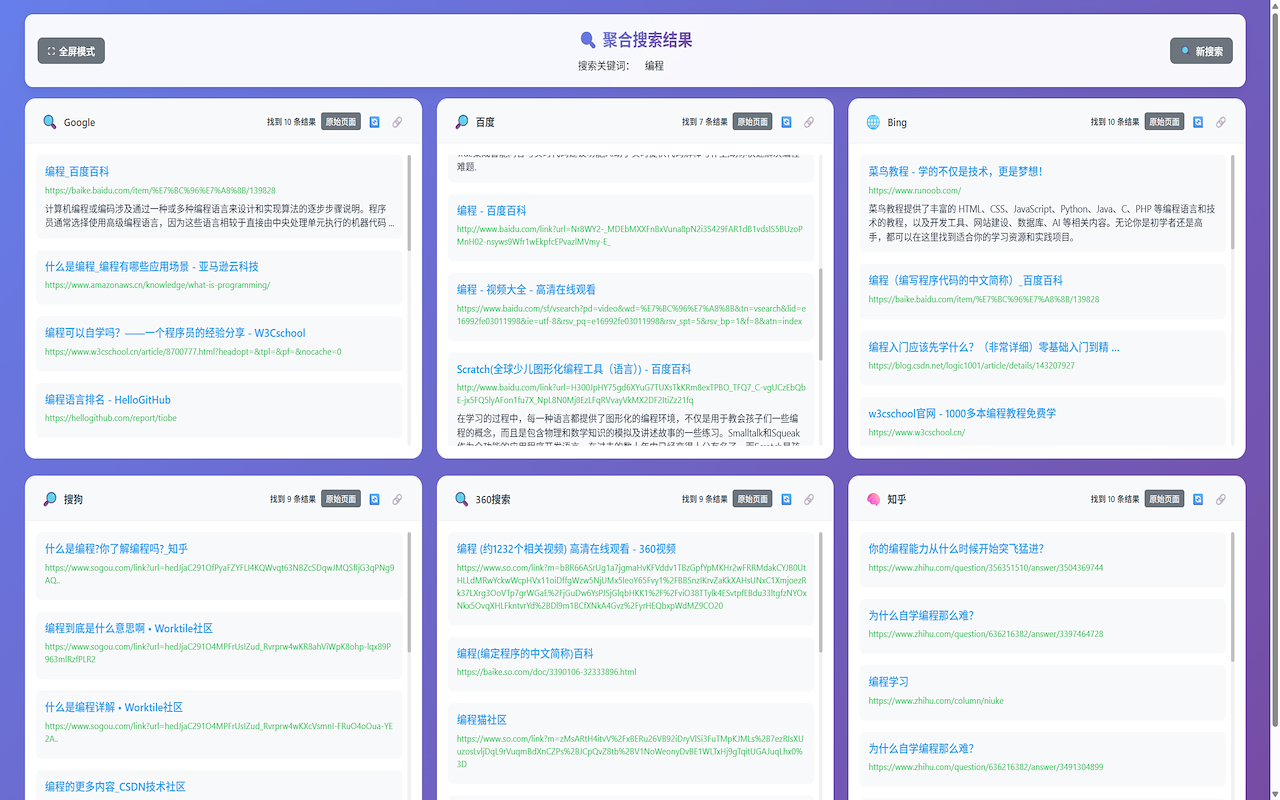 全屏模式
聚合搜索结果
搜索关键词： 编程
新搜索
Google
找到 10 条结果 原始页面
编程_百度百科
https://baike.baidu.com/item/%E7%BC%96%E7%A8%8B/139828
计算机编程或编码涉及通过一种或多种编程语言来设计和实现算法的逐步步骤说明。程序
员通常选择使用高级编程语言，因为这些语言相较于直接由中央处理单元执行的机器代码 ...
什么是编程_编程有哪些应用场景 - 亚马逊云科技
https://www.amazonaws.cn/knowledge/what-is-programming/
编程可以自学吗？——一个程序员的经验分享 - W3Cschool
https://www.w3cschool.cn/article/8700777.html?headopt=&tpl=&pf=&nocache=0
编程语言排名 - HelloGitHub
https://hellogithub.com/report/tiobe
百度
找到 7 条结果 原始页面
难题.
编程 - 百度百科
http://www.baidu.com/link?url=Nr8WY2-_MDEbMXXFn8xVuna8pN2i3S429FAR1dB1vdslS5BUzoP
MnH02-nsyws9Wfr1wEkpfcEPvazlMVmy-E_
编程 - 视频大全 - 高清在线观看
https://www.baidu.com/sf/vsearch?pd=video&wd=%E7%BC%96%E7%A8%8B&tn=vsearch&lid=e
16992fe03011998&ie=utf-8&rsv_pq=e16992fe03011998&rsv_spt=5&rsv_bp=1&f=8&atn=index
Scratch(全球少儿图形化编程工具（语言）) - 百度百科
http://www.baidu.com/link?url=H300JpHY75gd6XYuG7TUXsTkKRm8exTPBO_TFQ7_C-vgUCzEbQb
E-jx5FQ5lyAFon1fu7X_NpL8N0Mj8EzLFqRVvayVkMX2DF2ItiZz21fq
在学习的过程中，每一种语言都提供了图形化的编程环境，不仅是用于教会孩子们一些编
程的概念，而且是包含物理和数学知识的模拟及讲述故事的一些练习。Smalltalk和Squeak
Bing
找到 10 条结果 原始页面
菜鸟教程 - 学的不仅是技术，更是梦想！
https://www.runoob.com/
菜鸟教程提供了丰富的 HTML、CSS、JavaScript、Python、Java、C、PHP 等编程语言和技
术的教程，以及开发工具、网站建设、数据库、AI 等相关内容。无论你是初学者还是高
手，都可以在这里找到适合你的学习资源和实践项目。
编程（编写程序代码的中文简称）_百度百科
https://baike.baidu.com/item/%E7%BC%96%E7%A8%8B/139828
编程入门应该先学什么？（非常详细）零基础入门到精 ...
https://blog.csdn.net/logic1001/article/details/143207927
w3cschool官网 - 1000多本编程教程免费学
https://www.w3cschool.cn/
搜狗
找到 9 条结果 原始页面
什么是编程?你了解编程吗?_知乎
https://www.sogou.com/link?url=hedJjaC291OfPyaFZYFLl4KQWvqt63NBZcSDqwJMQSfljG3qPNg9
AQ..
编程到底是什么意思啊 • Worktile社区
https://www.sogou.com/link?url=hedJjaC291O4MPFrUslZud_Rvrprw4wKR8ahViWpK8ohp-lqx89P
963mlRzfPLR2
什么是编程详解 • Worktile社区
https://www.sogou.com/link?url=hedJjaC291O4MPFrUslZud_Rvrprw4wKXcVsmnI-FRuO4oOua-YE
2A..
编程的更多内容_CSDN技术社区
360搜索
找到 9 条结果 原始页面
编程 (约1232个相关视频) 高清在线观看 - 360视频
编程(编定程序的中文简称)百科
https://baike.so.com/doc/3390106-32333896.html
编程猫社区
知乎
找到 10 条结果 原始页面
你的编程能力从什么时候开始突飞猛进？
https://www.zhihu.com/question/356351510/answer/3504369744
为什么自学编程那么难？
https://www.zhihu.com/question/636216382/answer/3397464728
编程学习
https://www.zhihu.com/column/niuke
为什么自学编程那么难？
https://www.zhihu.com/question/636216382/answer/3491304899